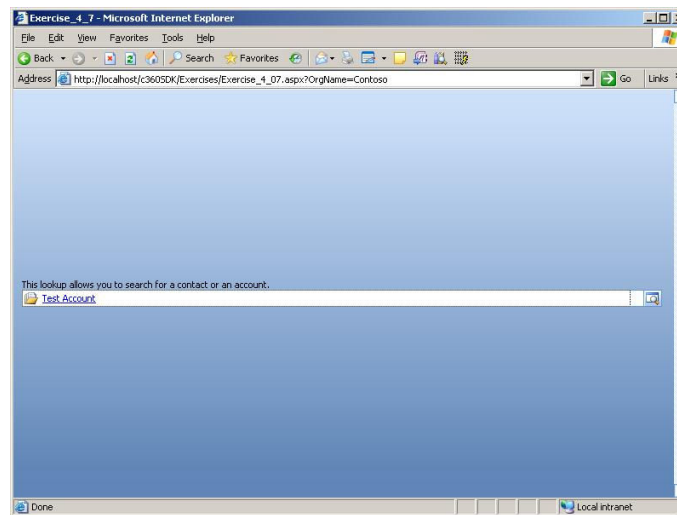 Exercise_4_7 - Microsoft Internet Explorer
File Edit View Favorites Tools Help
Back Search Favorites
Address http://localhost/c3605DK/Exercises/Exercise_4_07.aspx?OrgName=Contoso Go Links
This lookup allows you to search for a contact or an account.
Test Account
Done Local intranet